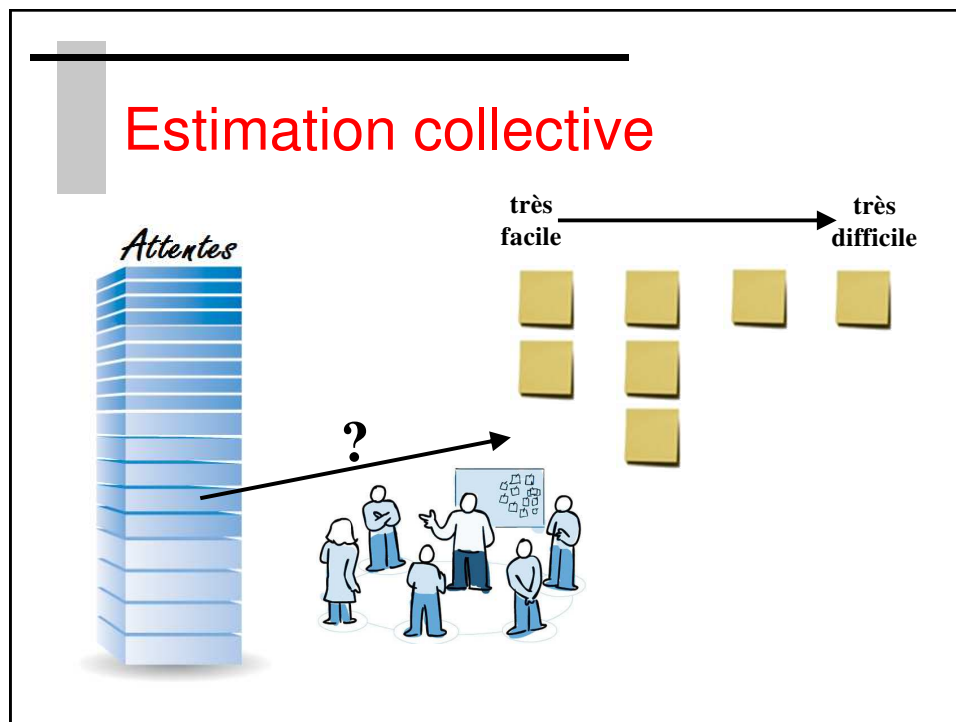 Estimation collective
très
facile
très
difficile
Attentes
?